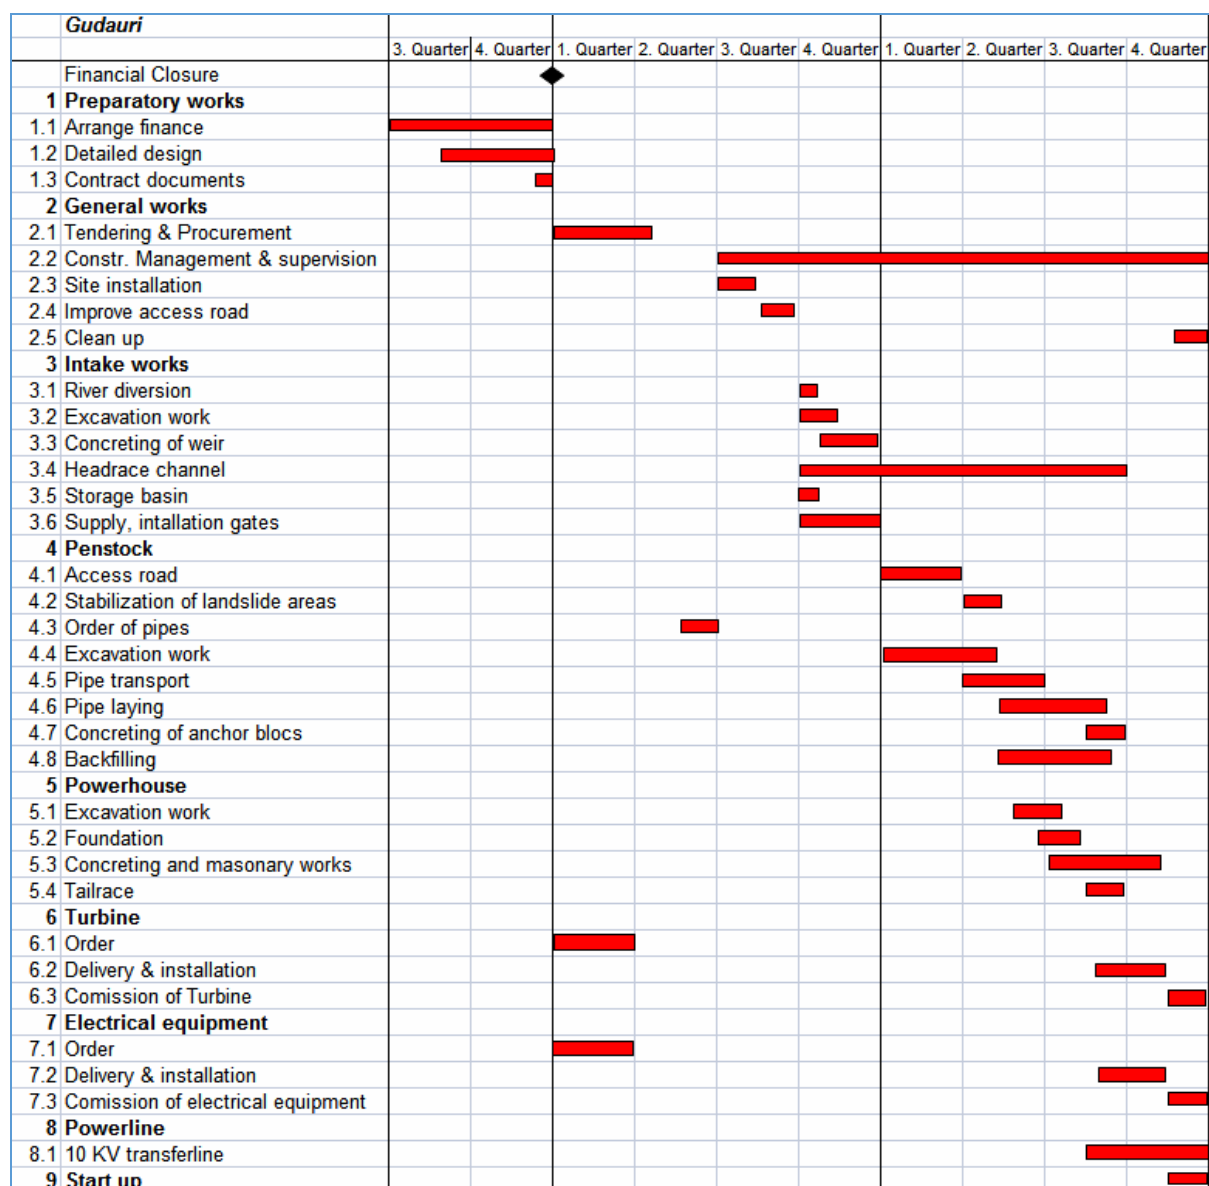 Gudauri
3. Quarter 4. Quarter 1. Quarter 2. Quarter 3. Quarter 4. Quarter 1. Quarter 2. Quarter 3. Quarter 4. Quarter
Financial Closure
1 Preparatory works
1.1 Arrange finance
1.2 Detailed design
1.3 Contract documents
2 General works
2.1 Tendering & Procurement
2.2 Constr. Management & supervision
2.3 Site installation
2.4 Improve access road
2.5 Clean up
3 Intake works
3.1 River diversion
3.2 Excavation work
3.3 Concreting of weir
3.4 Headrace channel
3.5 Storage basin
3.6 Supply, intallation gates
4 Penstock
4.1 Access road
4.2 Stabilization of landslide areas
4.3 Order of pipes
4.4 Excavation work
4.5 Pipe transport
4.6 Pipe laying
4.7 Concreting of anchor blocs
4.8 Backfilling
5 Powerhouse
5.1 Excavation work
5.2 Foundation
5.3 Concreting and masonary works
5.4 Tailrace
6 Turbine
6.1 Order
6.2 Delivery & installation
6.3 Comission of Turbine
7 Electrical equipment
7.1 Order
7.2 Delivery & installation
7.3 Comission of electrical equipment
8 Powerline
8.1 10 KV transferline
9 Start up